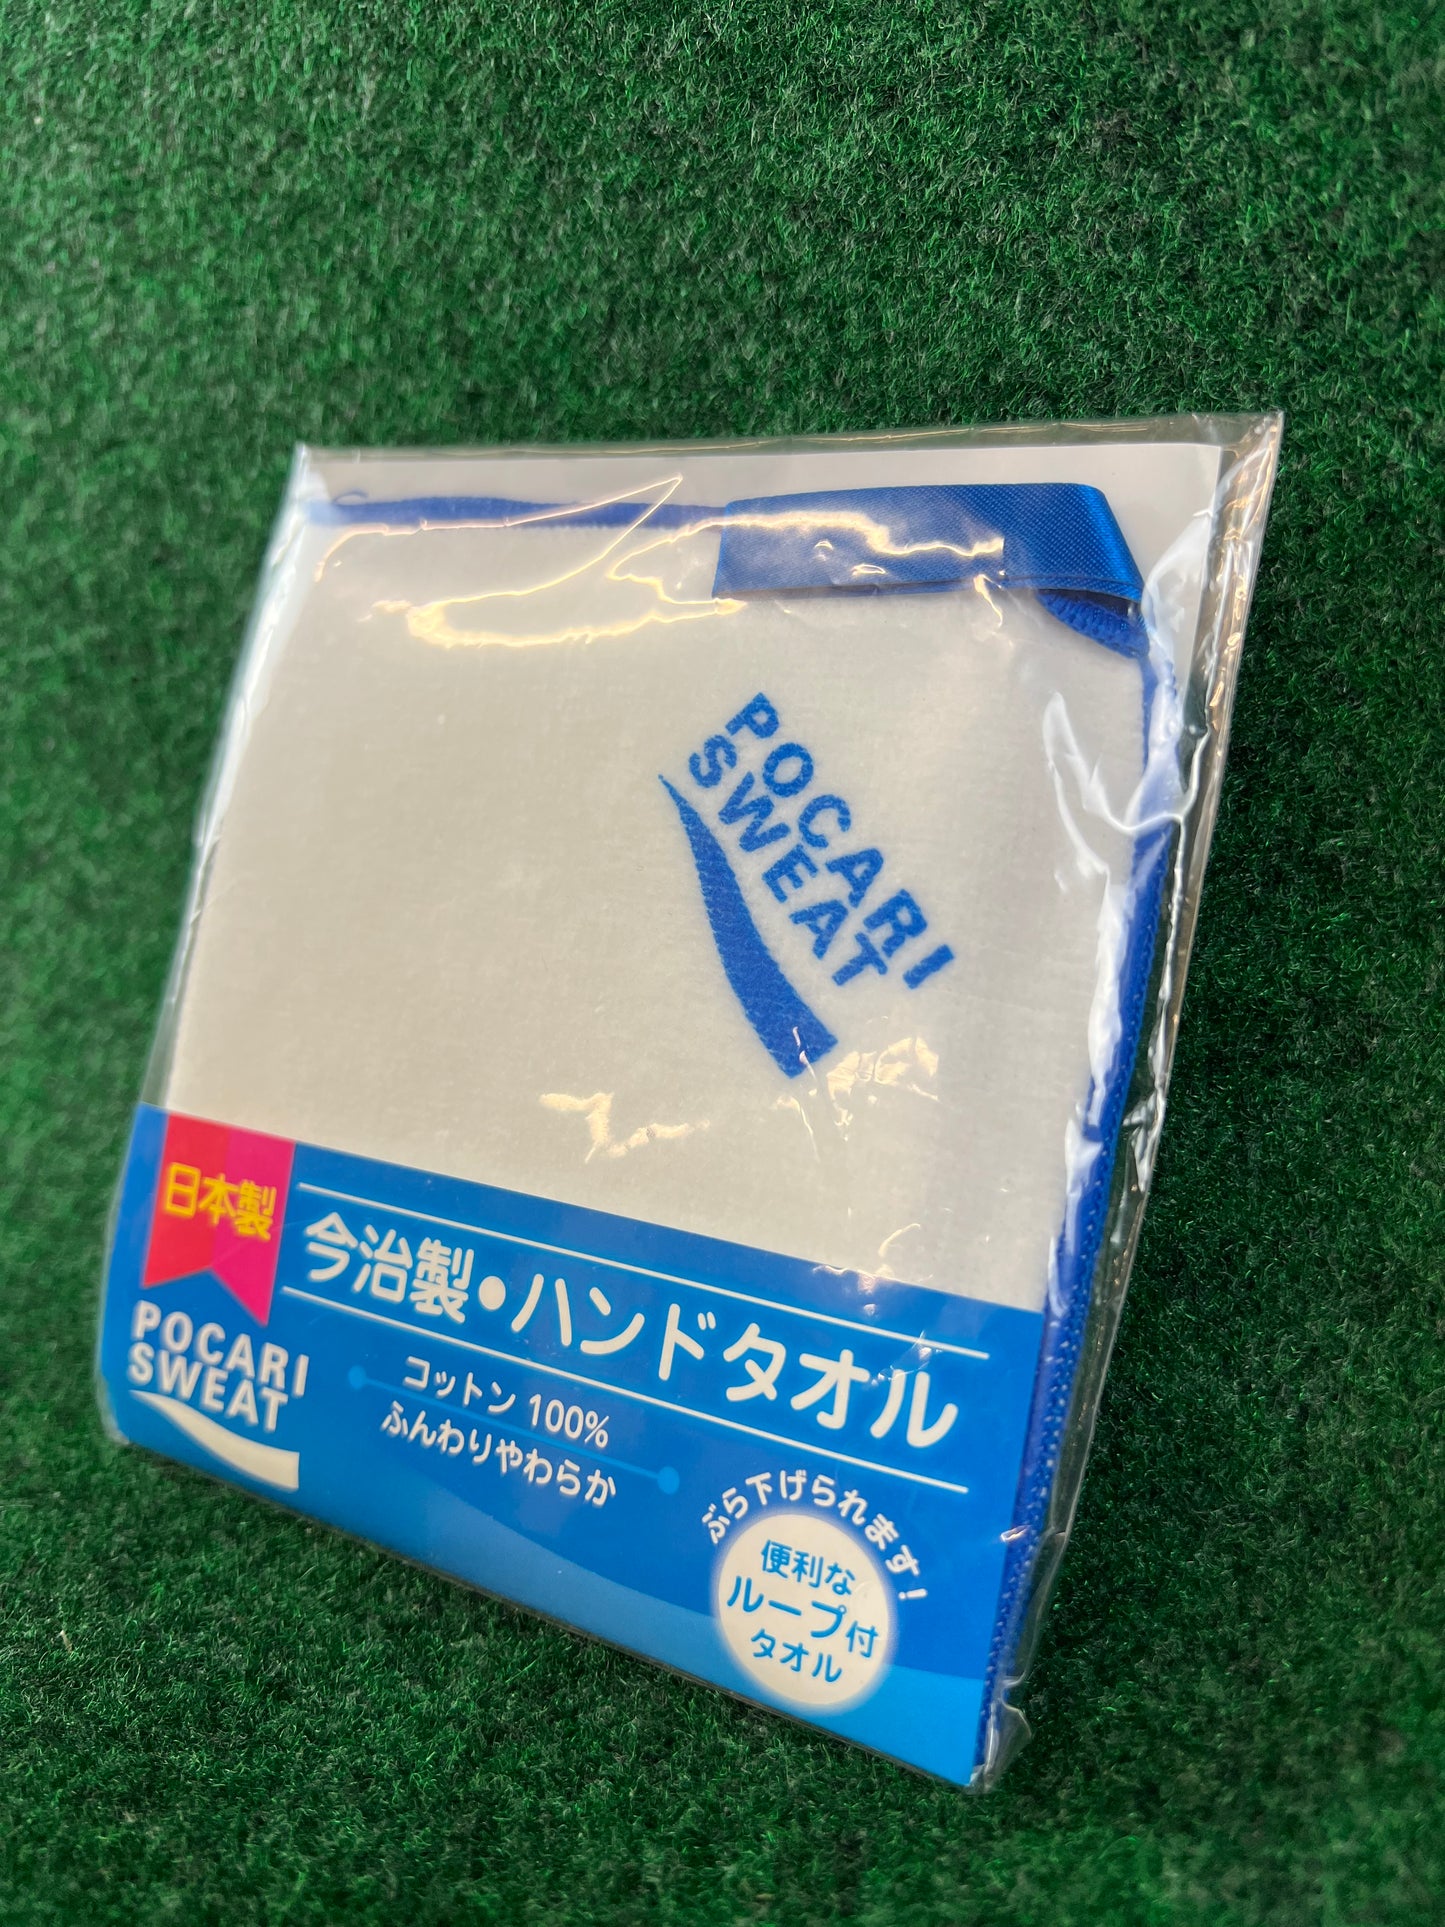 POCARI
SWEAT
日本製
今治製・ハンドタオル
POCARI
SWEAT
コットン 100%
ふんわりやわらか
ぶら下げられます!
便利な
ループ付
タオル